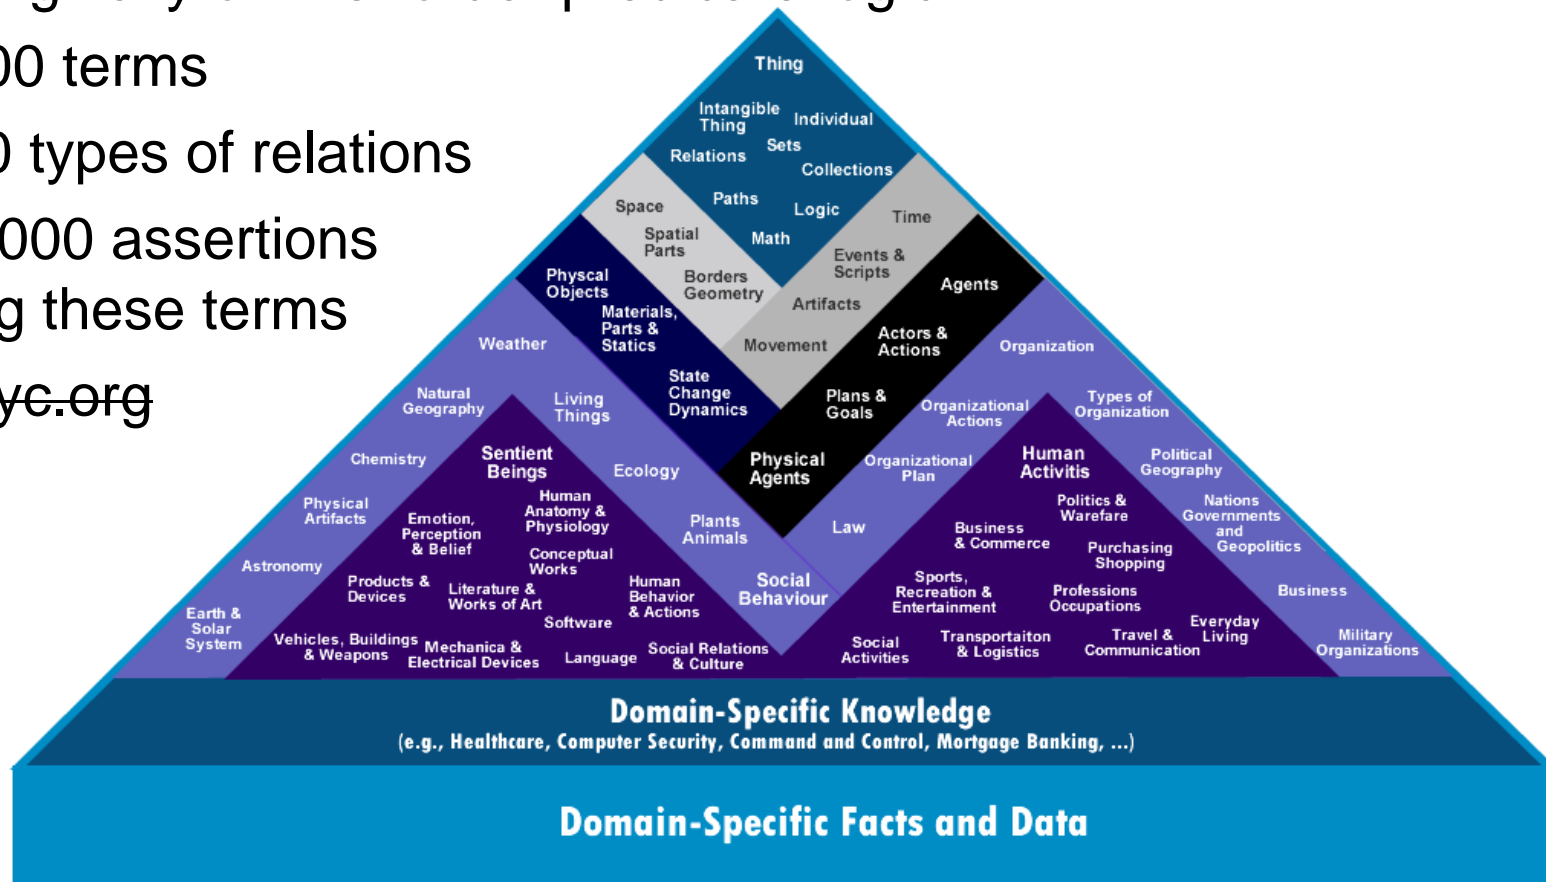 00 terms
0 types of relations
000 assertions
g these terms
yc.org
Thing
Intangible
Thing
Individual
Sets
Relations
Collections
Paths
Logic
Math
Space
Spatial
Parts
Borders
Geometry
Time
Events &
Scripts
Artifacts
Movement
Physcal
Objects
Materials,
Parts &
Statics
State
Change
Dynamics
Agents
Actors &
Actions
Plans &
Goals
Physical
Agents
Weather
Natural
Geography
Living
Things
Chemistry
Ecology
Physical
Artifacts
Plants
Animals
Astronomy
Social
Behaviour
Earth &
Solar
System
Sentient
Beings
Human
Anatomy &
Physiology
Emotion,
Perception
& Belief
Conceptual
Works
Products &
Devices
Literature &
Works of Art
Human
Behavior
& Actions
Software
Vehicles, Buildings
& Weapons
Mechanica &
Electrical Devices
Language
Social Relations
& Culture
Organization
Organizational
Actions
Types of
Organization
Organizational
Plan
Political
Geography
Law
Nations
Governments
and
Geopolitics
Business
Military
Organizations
Human
Activitis
Politics &
Warefare
Business
& Commerce
Purchasing
Shopping
Sports,
Recreation &
Entertainment
Professions
Occupations
Everyday
Living
Social
Activities
Transportaiton
& Logistics
Travel &
Communication
Domain-Specific Knowledge
(e.g., Healthcare, Computer Security, Command and Control, Mortgage Banking, ...)
Domain-Specific Facts and Data